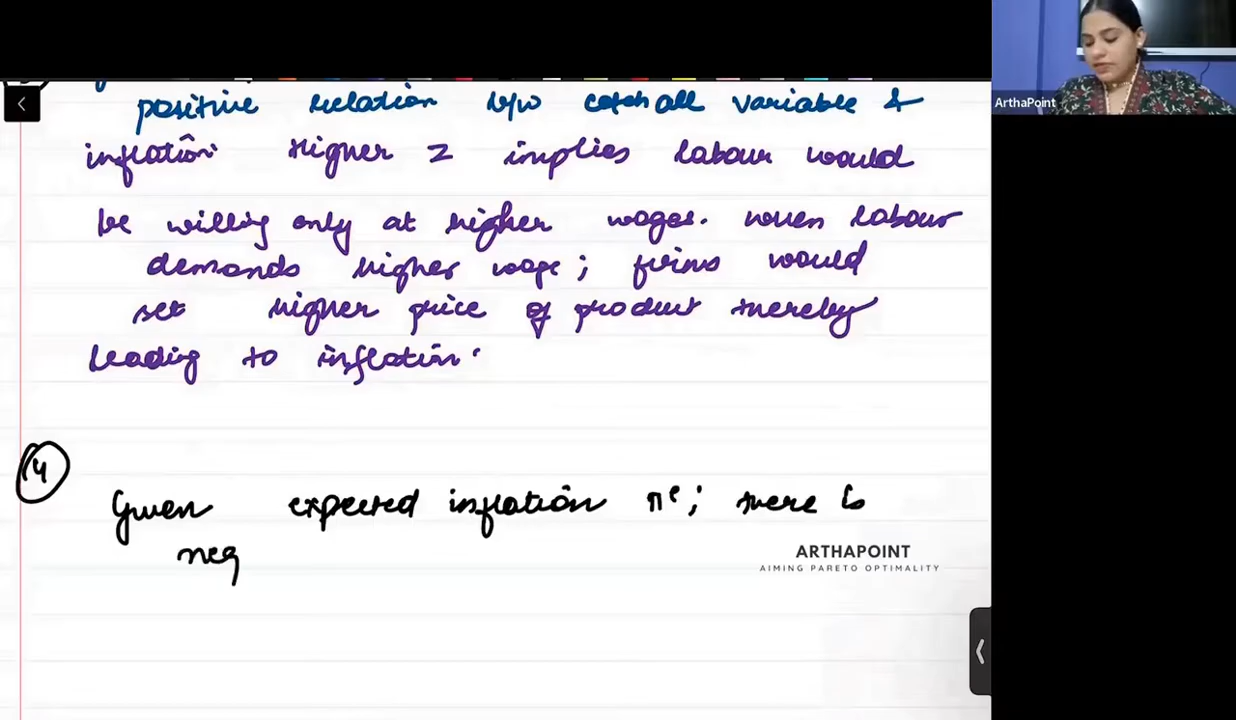 positive relation b/w catchall variable &
inflation. Higher z implies labour would
be willing only at higher wages. when labour
demands higher wage; firms would
set higher price of product thereby
leading to inflation.
4
Given expected inflation πe; there is
neg
ARTHAPOINT
AIMING PARETO OPTIMALITY
ArthaPoint